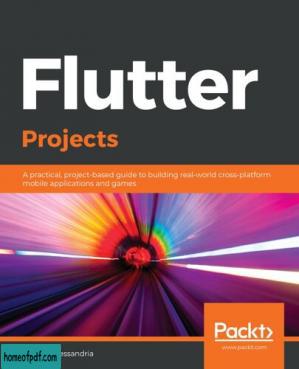 Flutter
Projects
A practical, project-based guide to building real-world cross-platform
mobile applications and games
Packt>
www.packt.com
homeofpdf.com